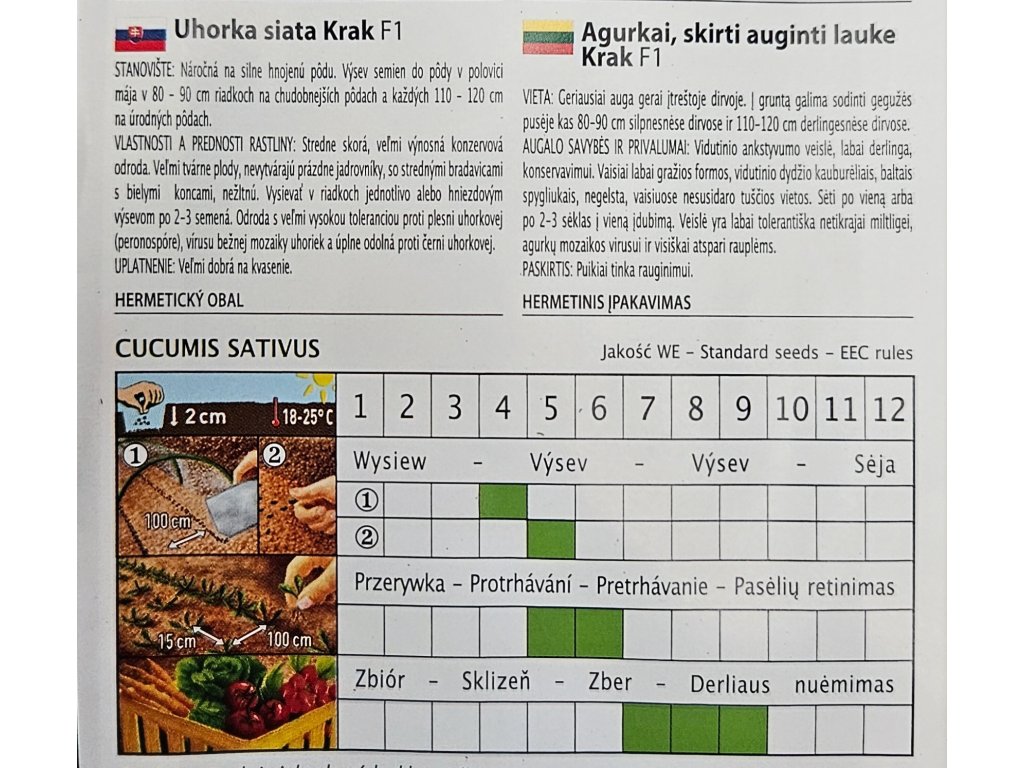 Uhorka siata Krak F1
STANOVIŠTE: Náročná na silne hnojenú pôdu. Výsev semien do pôdy v polovici
mája v 80 - 90 cm riadkoch na chudobnejších pôdach a každých 110 - 120 cm
na úrodných pôdach.
VLASTNOSTI A PREDNOSTI RASTLINY: Stredne skorá, veľmi výnosná konzervová
odroda. Veľmi tvárne plody, nevytvárajú prázdne jadrovníky, so strednými bradavicami
s bielymi koncami, nežltnú. Vysievať v riadkoch jednotlivo alebo hniezdovým
výsevom po 2-3 semená. Odroda s veľmi vysokou toleranciou proti plesni uhorkovej
(peronospóre), vírusu bežnej mozaiky uhoriek a úplne odolná proti černi uhorkovej.
UPLATNENIE: Veľmi dobrá na kvasenie.
HERMETICKÝ OBAL
Agurkai, skirti auginti lauke
Krak F1
VIETA: Geriausiai auga gerai įtręštoje dirvoje. Į gruntą galima sodinti gegužės
pusėje kas 80-90 cm silpnesnėse dirvose ir 110-120 cm derlingesnėse dirvose.
AUGALO SAVYBĖS IR PRIVALUMAI: Vidutinio ankstyvumo veislė, labai derlinga,
konservavimui. Vaisiai labai gražios formos, vidutinio dydžio kauburėliais, baltais
spygliukais, negelsta, vaisiuose nesusidaro tuščios vietos. Sėti po vieną arba
po 2-3 sėklas į vieną įdubimą. Veislė yra labai tolerantiška netikrajai miltligei,
agurkų mozaikos virusui ir visiškai atspari rauplėms.
PASKIRTIS: Puikiai tinka rauginimui.
HERMETINIS ĮPAKAVIMAS
CUCUMIS SATIVUS
Jakość WE - Standard seeds - EEC rules
2 cm 18-25°C
1 2 3 4 5 6 7 8 9 10 11 12
① ②
100 cm
Wysiew - Výsev - Výsev - Sėja
①
②
Przerywka - Protrhávání - Pretrhávanie - Pasėlių retinimas
15 cm 100 cm
Zbiór - Sklizeň - Zber - Derliaus nuėmimas